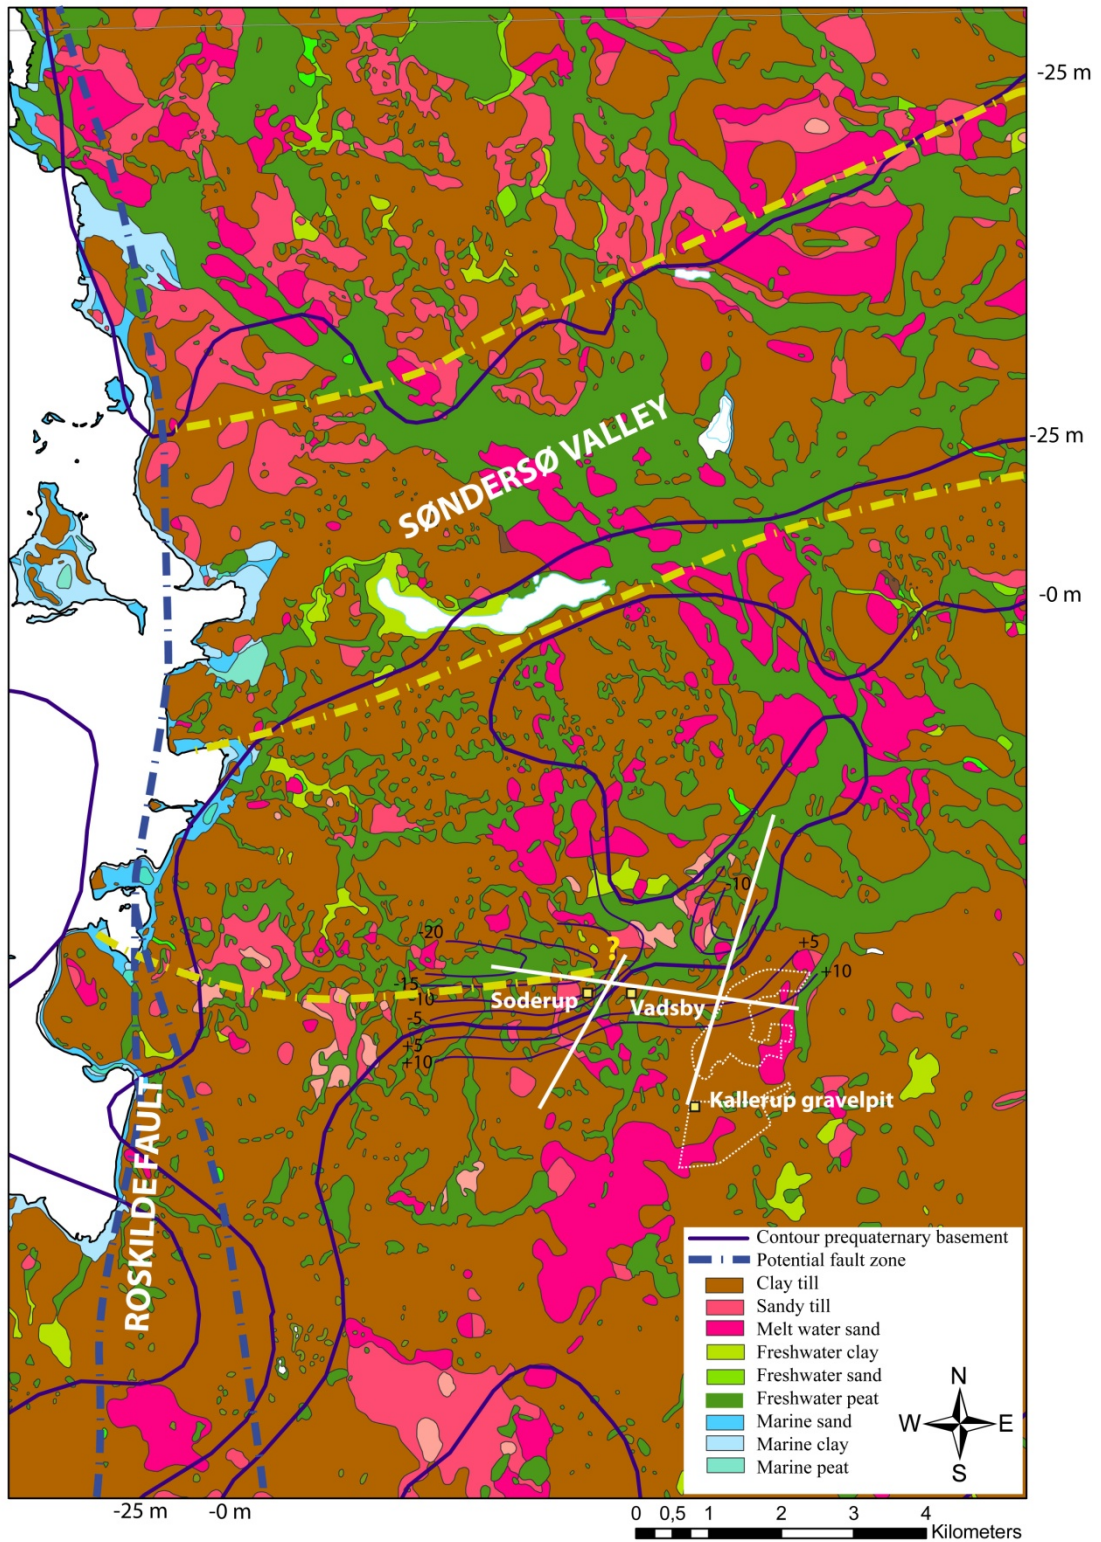 -25 m
SØNDERSØ VALLEY
-25 m
-0 m
-10
-20
?
+5
+10
-15
-10
Soderup
Vadsby
-5
+5
+10
Kallerup gravelpit
ROSKILDE FAULT
Contour prequaternary basement
Potential fault zone
Clay till
Sandy till
Melt water sand
Freshwater clay
Freshwater sand
Freshwater peat
Marine sand
Marine clay
Marine peat
N
W E
S
-25 m -0 m
0 0,5 1 2 3 4
Kilometers